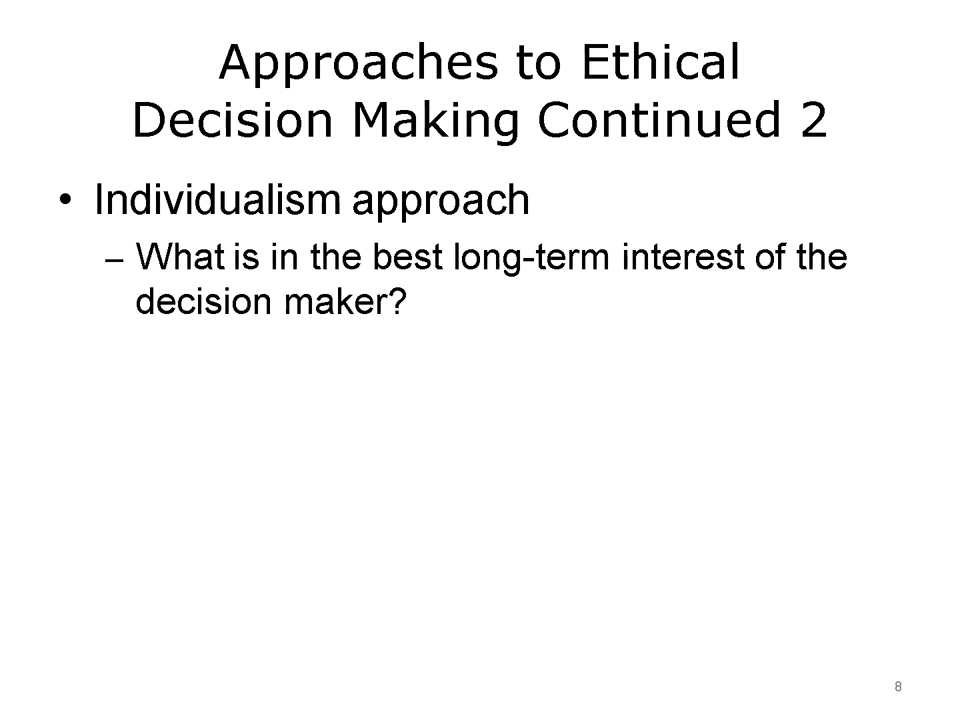 Approaches to Ethical
Decision Making Continued 2
• Individualism approach
– What is in the best long-term interest of the
decision maker?
8